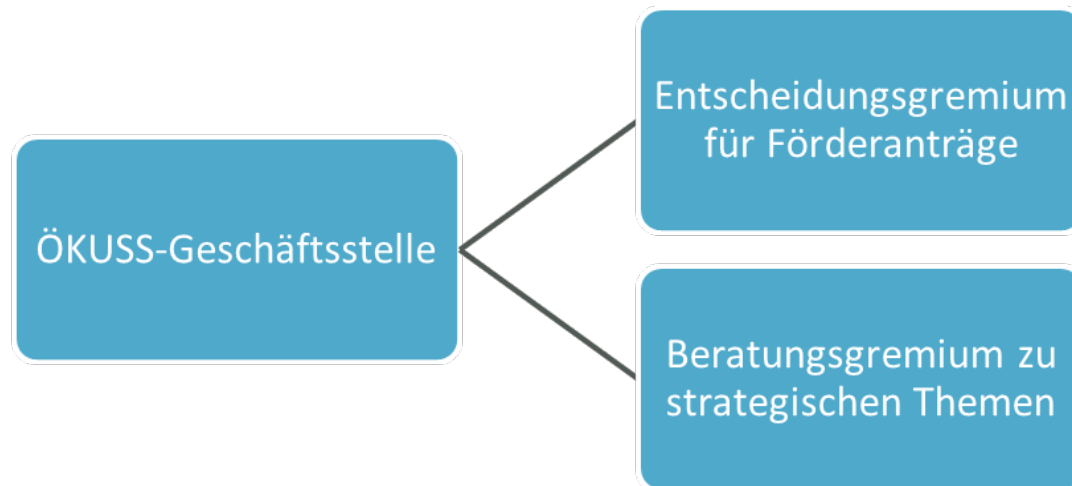 ÖKUSS-Geschäftsstelle
Entscheidungsgremium
für Förderanträge
Beratungsgremium zu
strategischen Themen